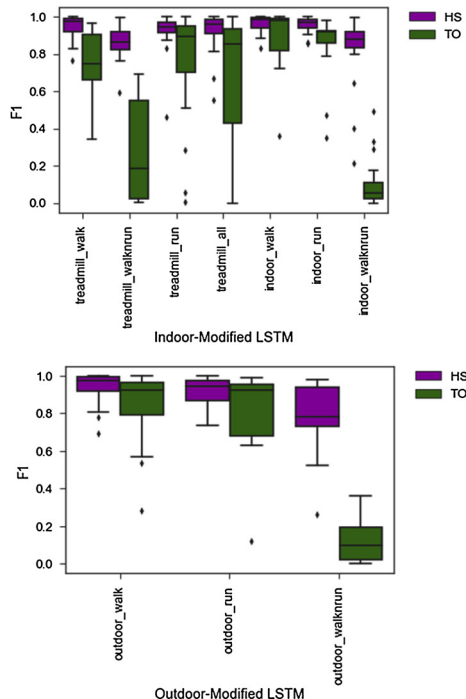 1.0
0.8
0.6
0.4
0.2
0.0
F1
HS
TO
treadmill_walk
treadmill_walknrun
treadmill_run
treadmill_all
indoor_walk
indoor_run
indoor_walknrun
Indoor-Modified LSTM
1.0
0.8
0.6
0.4
0.2
0.0
F1
HS
TO
outdoor_walk
outdoor_run
outdoor_walknrun
Outdoor-Modified LSTM